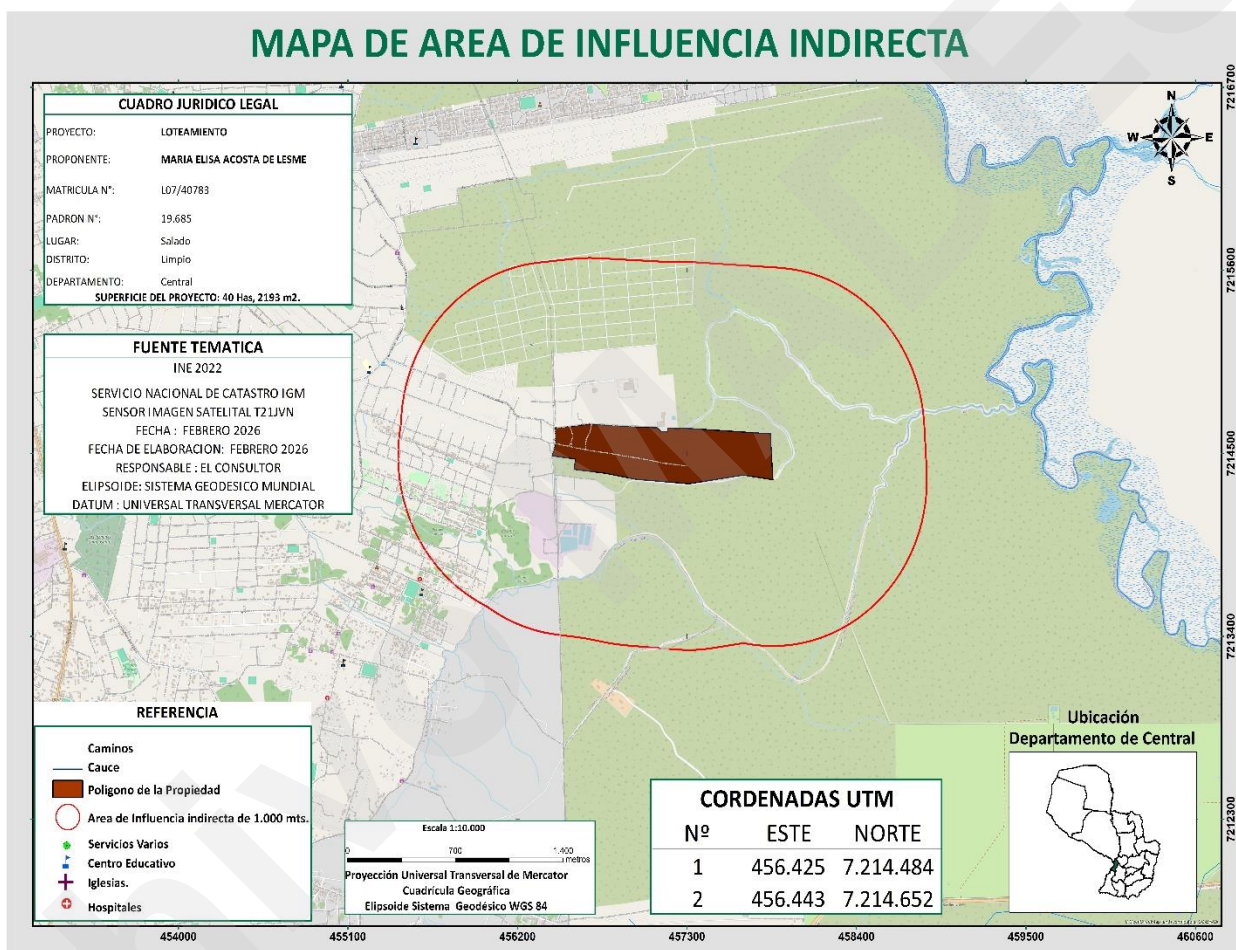 MAPA DE AREA DE INFLUENCIA INDIRECTA
CUADRO JURIDICO LEGAL
PROYECTO: LOTEAMIENTO
PROPONENTE: MARIA ELISA ACOSTA DE LESME
MATRICULA N°: L07/40783
PADRON N°: 19.685
LUGAR: Salado
DISTRITO: Limpio
DEPARTAMENTO: Central
SUPERFICIE DEL PROYECTO: 40 Has, 2193 m2.
FUENTE TEMATICA
INE 2022
SERVICIO NACIONAL DE CATASTRO IGM
SENSOR IMAGEN SATELITAL T21JVN
FECHA : FEBRERO 2026
FECHA DE ELABORACION: FEBRERO 2026
RESPONSABLE : EL CONSULTOR
ELIPSOIDE: SISTEMA GEODESICO MUNDIAL
DATUM : UNIVERSAL TRANSVERSAL MERCATOR
N
W E
S
7216700
7215600
7214500
7213400
7212300
REFERENCIA
Caminos
Cauce
Poligono de la Propiedad
Area de Influencia indirecta de 1.000 mts.
Servicios Varios
Centro Educativo
Iglesias.
Hospitales
Escala 1:10.000
0 700 1.400
metros
Proyección Universal Transversal de Mercator
Cuadrícula Geográfica
Elipsoide Sistema Geodésico WGS 84
CORDENADAS UTM
Nº ESTE NORTE
1 456.425 7.214.484
2 456.443 7.214.652
Ubicación
Departamento de Central
454000 455100 456200 457300 458400 459500 460600